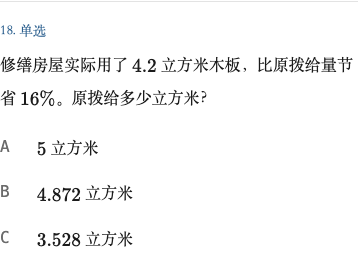 18. 单选
修缮房屋实际用了 4.2 立方米木板，比原拨给量节
省 16%。原拨给多少立方米？
A 5 立方米
B 4.872 立方米
C 3.528 立方米